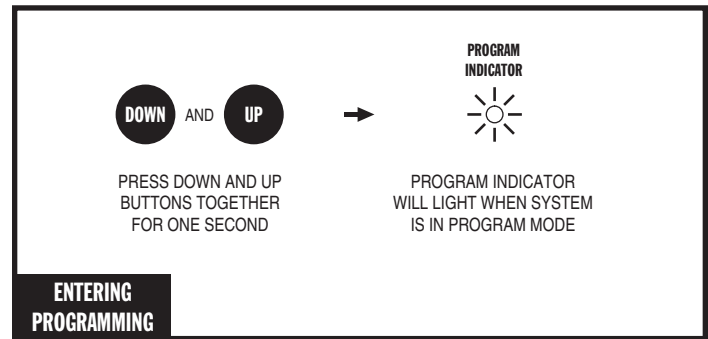 PROGRAM
INDICATOR
DOWN AND UP
PRESS DOWN AND UP
BUTTONS TOGETHER
FOR ONE SECOND
PROGRAM INDICATOR
WILL LIGHT WHEN SYSTEM
IS IN PROGRAM MODE
ENTERING
PROGRAMMING